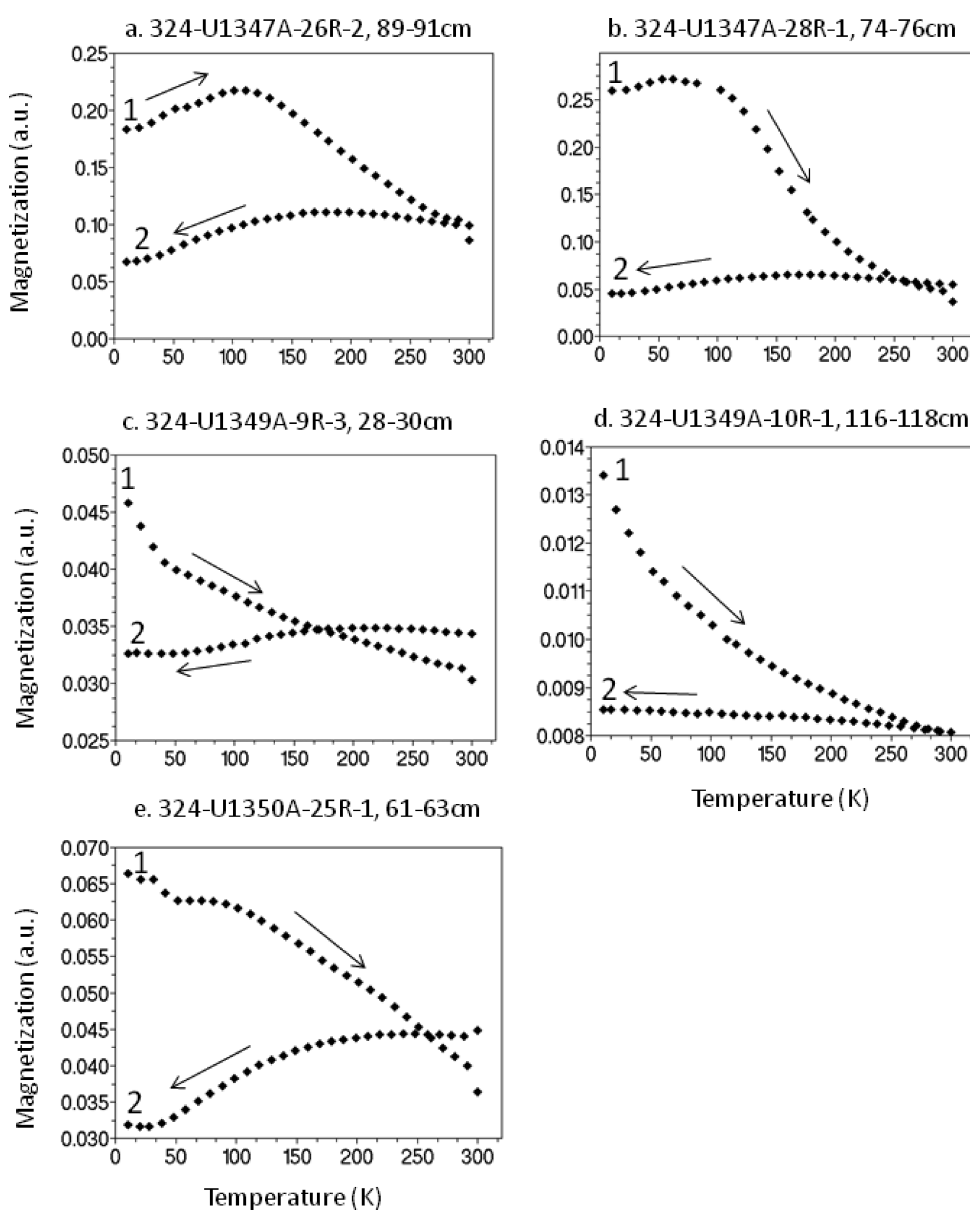 a. 324-U1347A-26R-2, 89-91cm
b. 324-U1347A-28R-1, 74-76cm
Magnetization (a.u.)
0.25
0.20
0.15
0.10
0.05
0.00
1
2
0 50 100 150 200 250 300
0.25
0.20
0.15
0.10
0.05
0.00
1
2
0 50 100 150 200 250 300
c. 324-U1349A-9R-3, 28-30cm
d. 324-U1349A-10R-1, 116-118cm
Magnetization (a.u.)
0.050
0.045
0.040
0.035
0.030
0.025
1
2
0 50 100 150 200 250 300
0.014
0.013
0.012
0.011
0.010
0.009
0.008
1
2
0 50 100 150 200 250 300
Temperature (K)
e. 324-U1350A-25R-1, 61-63cm
Magnetization (a.u.)
0.070
0.065
0.060
0.055
0.050
0.045
0.040
0.035
0.030
1
2
0 50 100 150 200 250 300
Temperature (K)